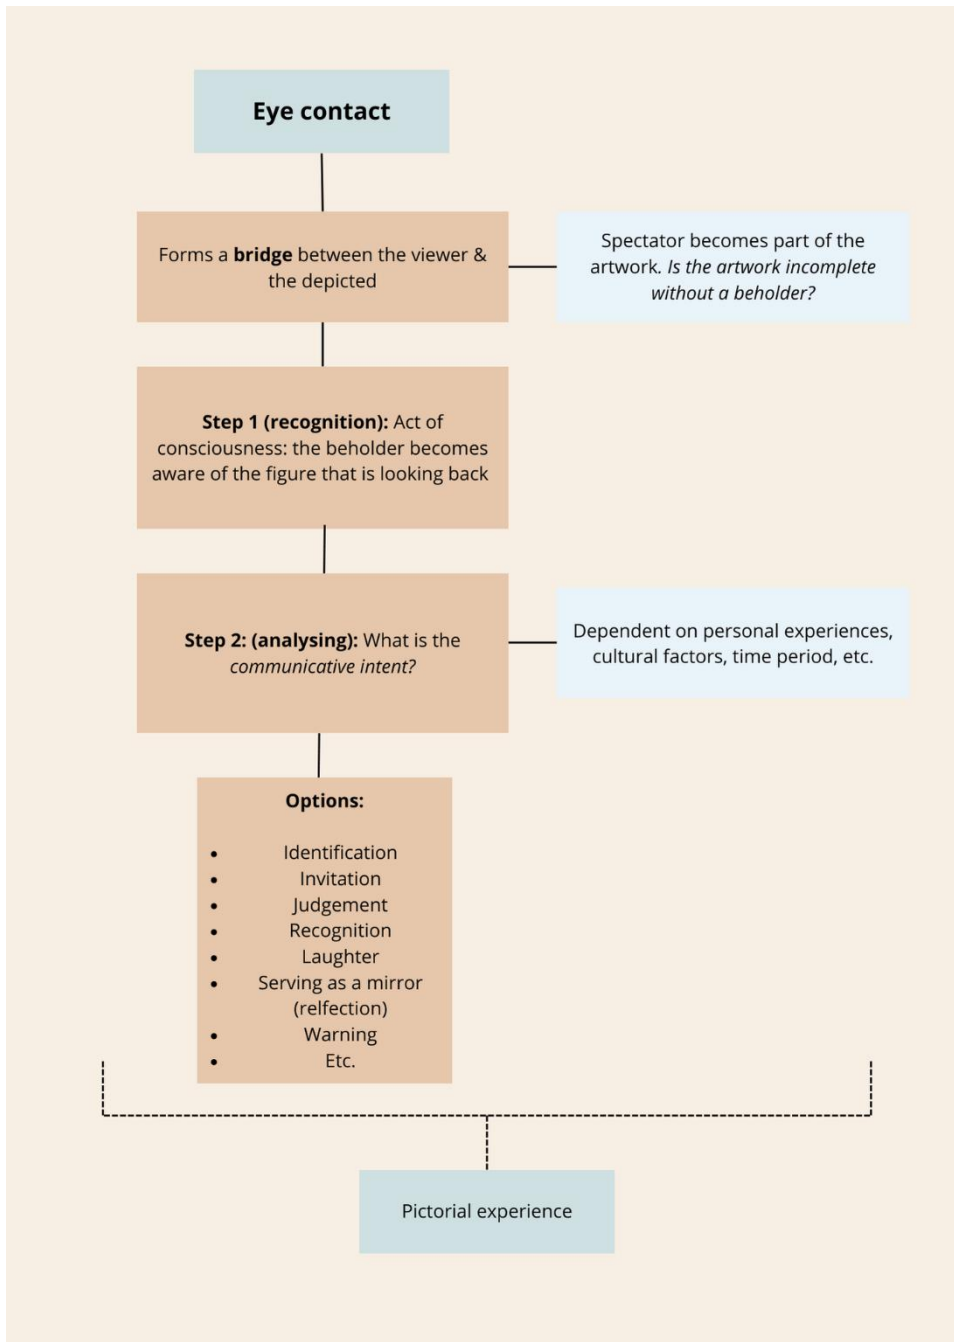 Eye contact
Forms a bridge between the viewer &
the depicted
Spectator becomes part of the
artwork. Is the artwork incomplete
without a beholder?
Step 1 (recognition): Act of
consciousness: the beholder becomes
aware of the figure that is looking back
Step 2: (analysing): What is the
communicative intent?
Dependent on personal experiences,
cultural factors, time period, etc.
Options:
• Identification
• Invitation
• Judgement
• Recognition
• Laughter
• Serving as a mirror
(relfection)
• Warning
• Etc.
Pictorial experience